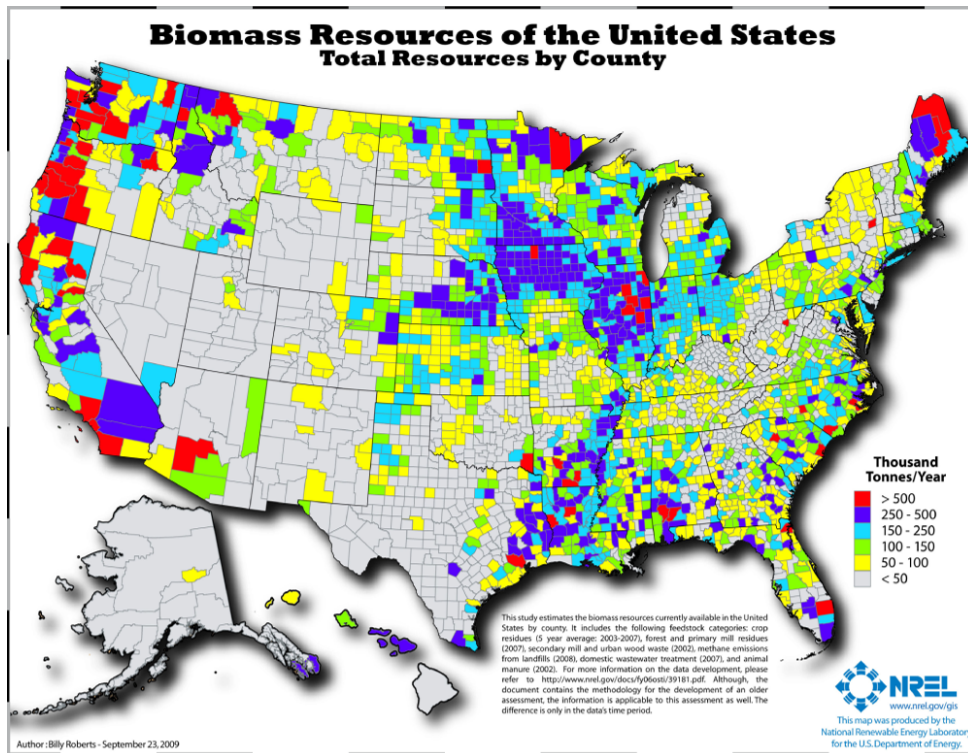 Biomass Resources of the United States
Total Resources by County
Thousand
Tonnes/Year
> 500
250 - 500
150 - 250
100 - 150
50 - 100
< 50
This study estimates the biomass resources currently available in the United
States by county. It includes the following feedstock categories: crop
residues (5 year average: 2003-2007), forest and primary mill residues
(2007), secondary mill and urban wood waste (2002), methane emissions
from landfills (2008), domestic wastewater treatment (2007), and animal
manure (2002). For more information on the data development, please
refer to http://www.nrel.gov/docs/fy06osti/39181.pdf. Although, the
document contains the methodology for the development of an older
assessment, the information is applicable to this assessment as well. The
difference is only in the data's time period.
NREL
www.nrel.gov/gis
This map was produced by the
National Renewable Energy Laboratory
for the U.S. Department of Energy.
Author : Billy Roberts - September 23, 2009